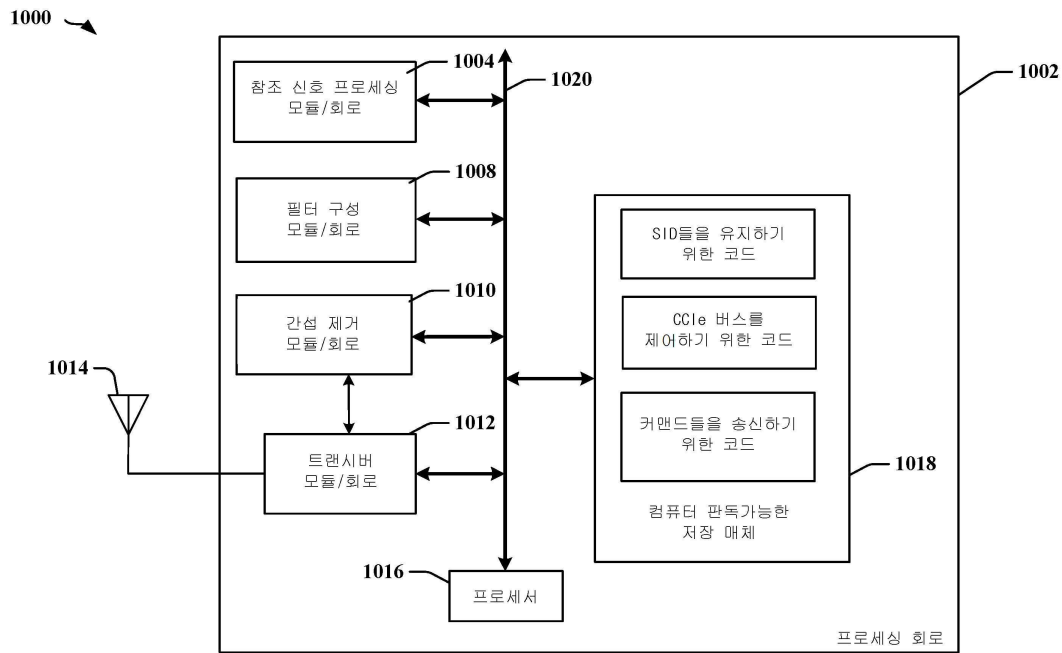 1000
1004
참조 신호 프로세싱
모듈/회로
1020
1002
1008
필터 구성
모듈/회로
SID들을 유지하기
위한 코드
1010
간섭 제거
모듈/회로
CCIe 버스를
제어하기 위한 코드
1014
1012
트랜시버
모듈/회로
커맨드들을 송신하기
위한 코드
1018
컴퓨터 판독가능한
저장 매체
1016
프로세서
프로세싱 회로